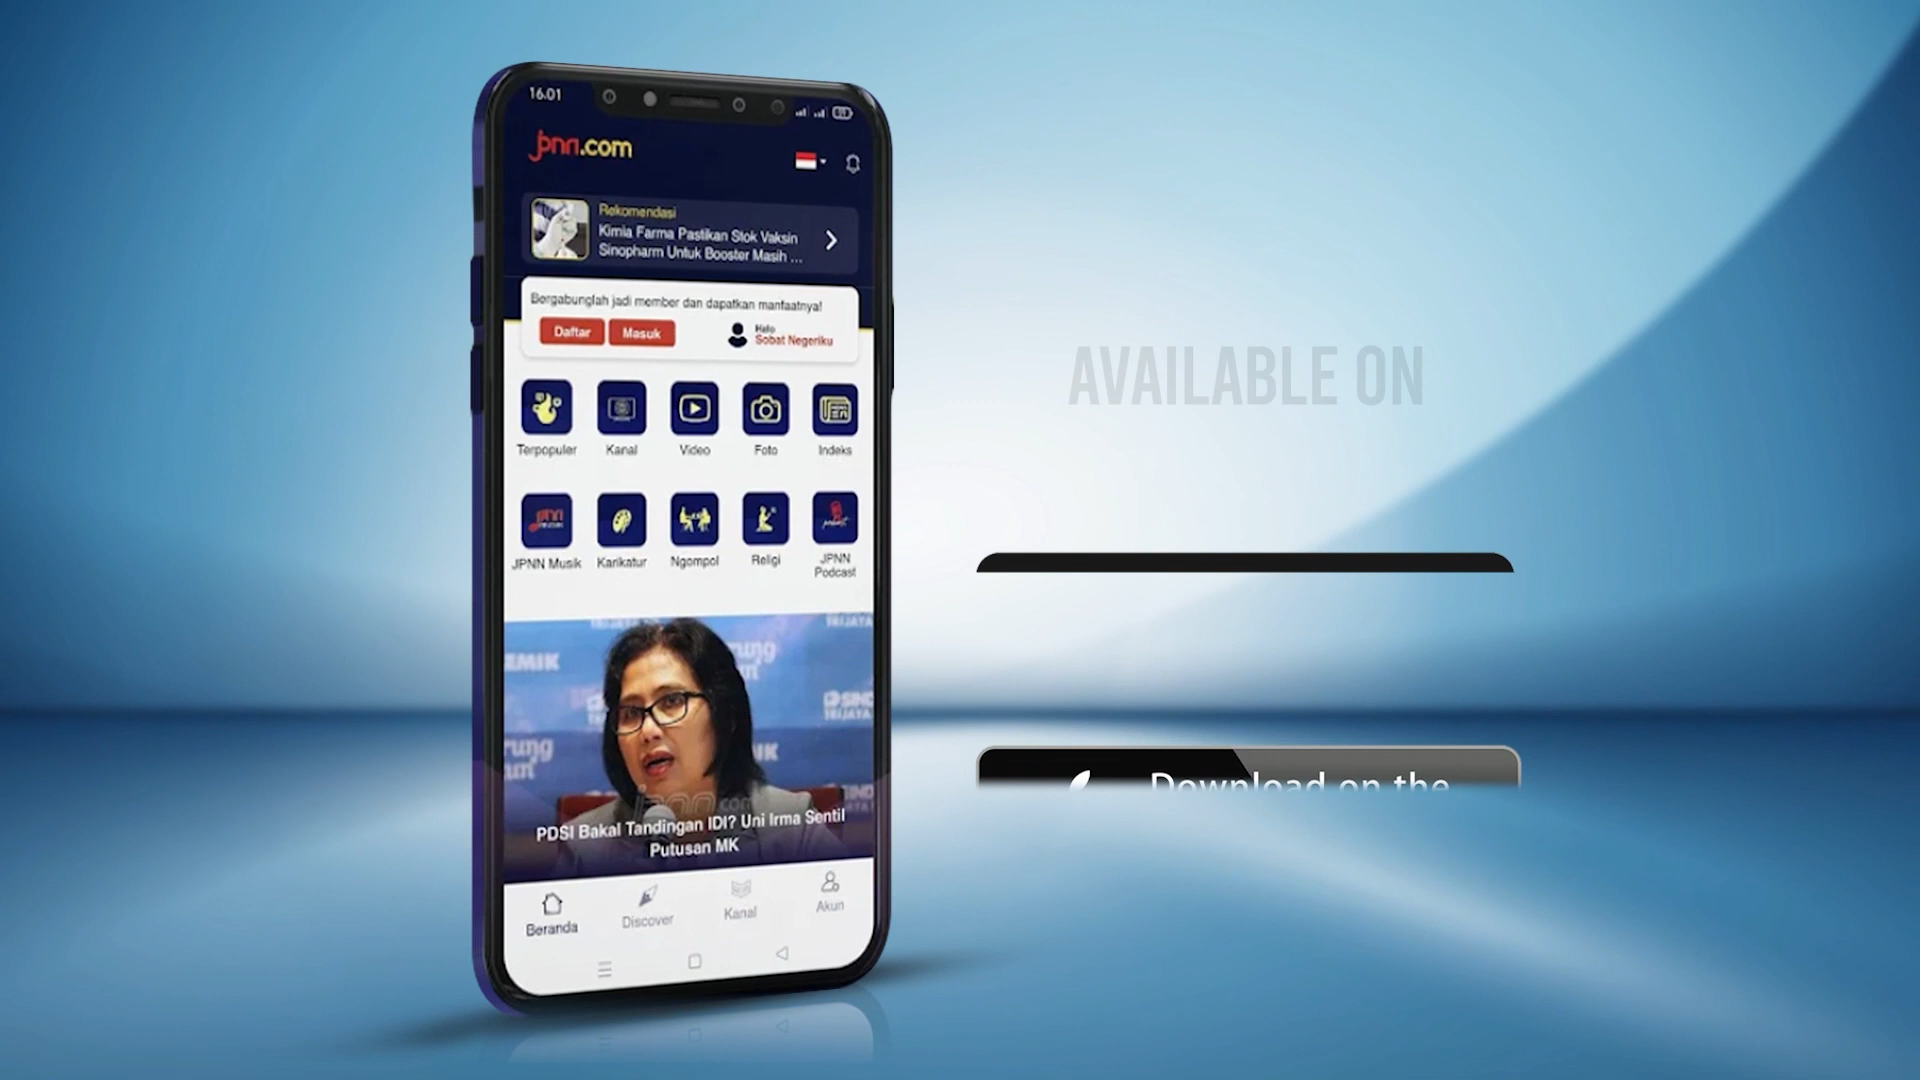 16.01
jpnn.com
Rekomendasi
Kimia Farma Pastikan Stok Vaksin
Sinopharm Untuk Booster Masih ...
Bergabunglah jadi member dan dapatkan manfaatnya!
Daftar
Masuk
Halo
Sobat Negeriku
Terpopuler
Kanal
Video
Foto
Indeks
JPNN Musik
Karikatur
Ngompol
Religi
JPNN
Podcast
jpnn.com
PDSI Bakal Tandingan IDI? Uni Irma Sentil
Putusan MK
Beranda
Discover
Kanal
Akun
AVAILABLE ON
Download on the